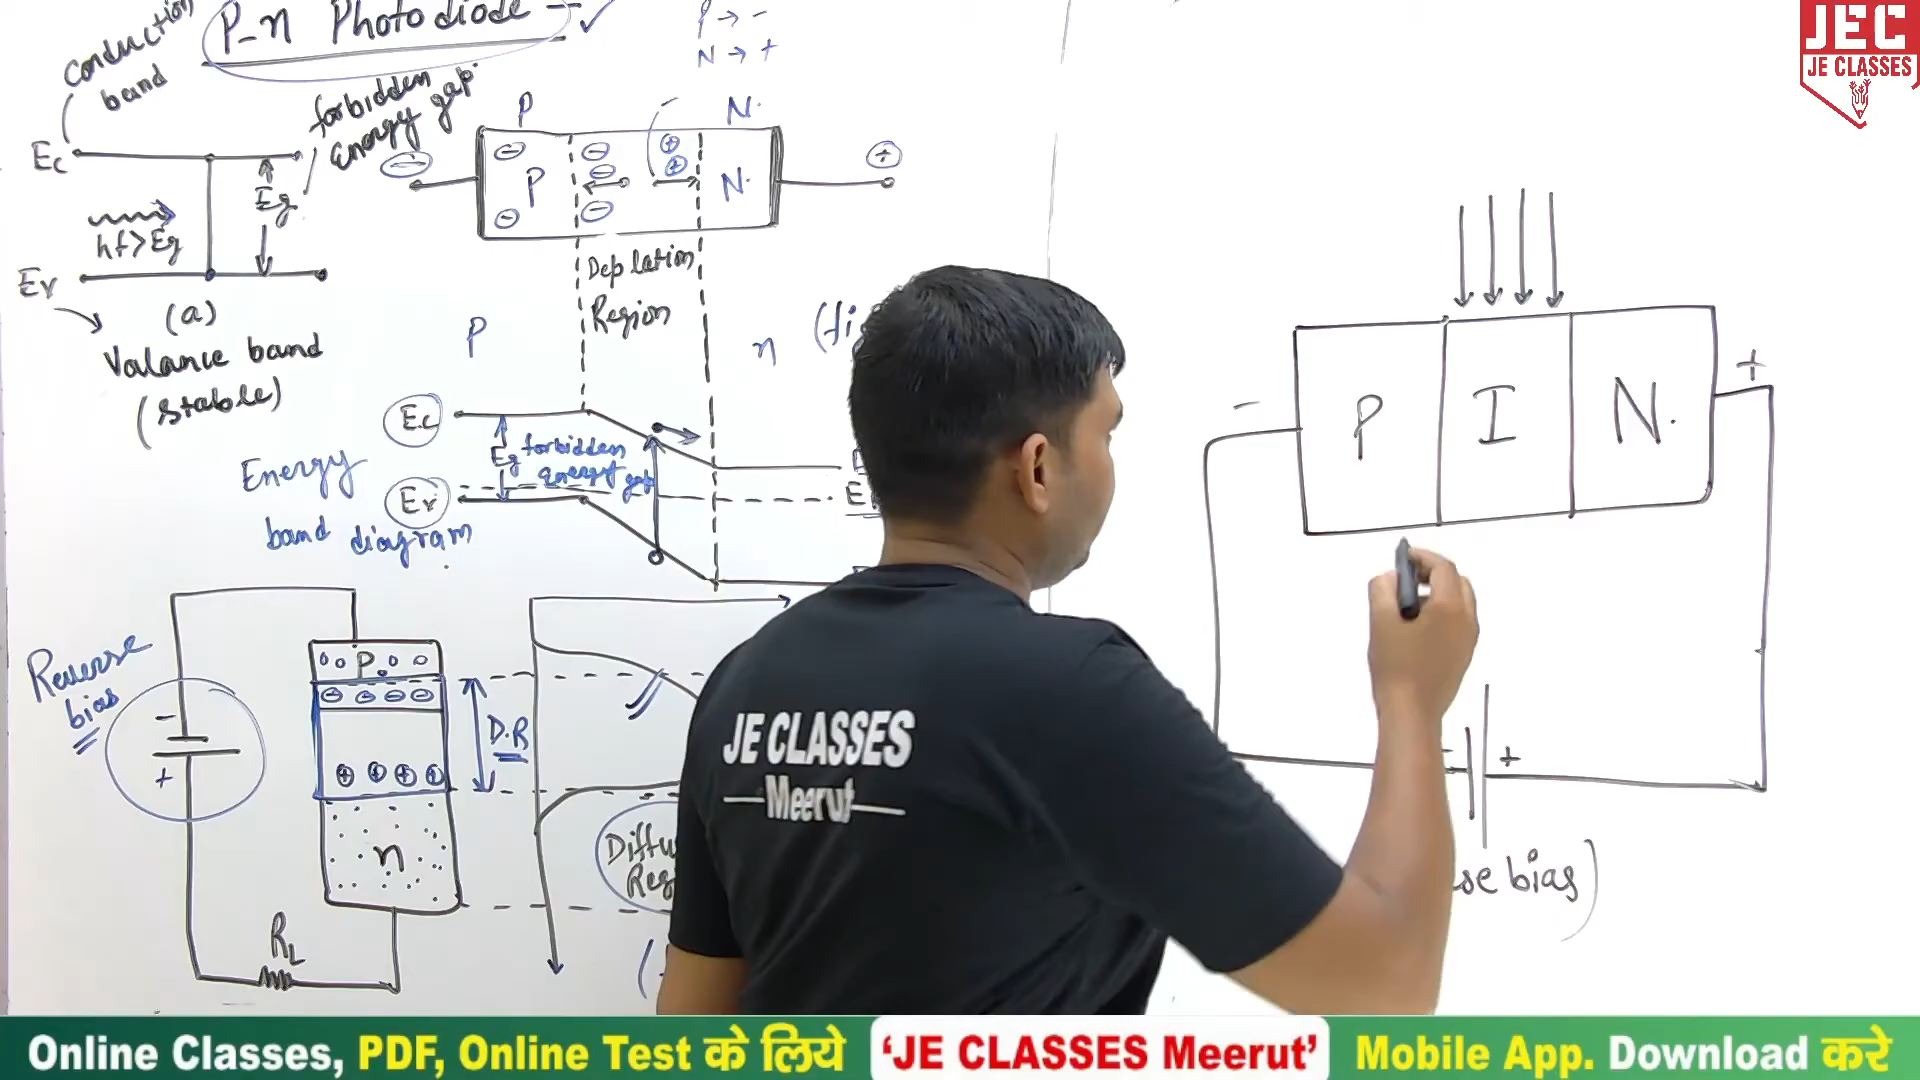 P-n Photodiode
P → -
N → +
conduction
band
forbidden
energy gap
Ec
Eg
hf>Eg
Ev
(a)
Valance band
(stable)
P
N
P
N
Deplation
Region
P
n
Ec
Eg
forbidden
energy gap
Ev
Energy
band diagram
Reverse
bias
-
+
P
D.R
n
RL
P I N
-
+
-
+
se bias)
JEC
JE CLASSES
JE CLASSES
Meerut
Online Classes, PDF, Online Test के लिये 'JE CLASSES Meerut' Mobile App. Download करे